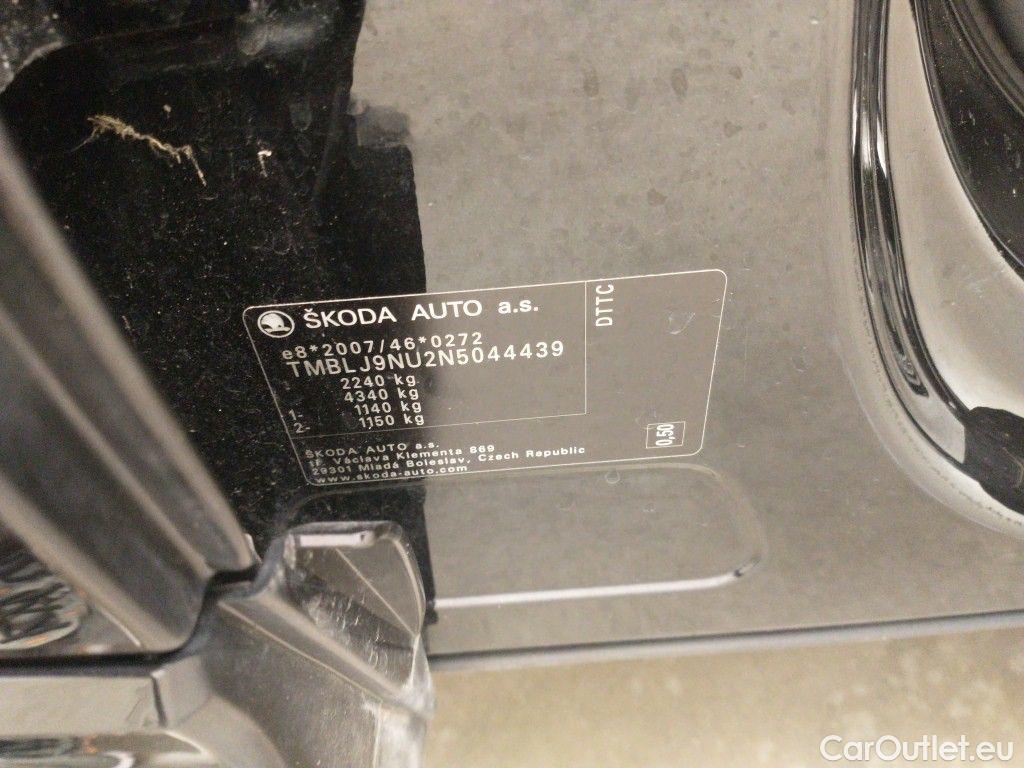 ŠKODA AUTO a.s.
DTTC
e8*2007/46*0272
TMBLJ9NU2N5044439
2240 kg
4340 kg
1- 1140 kg
2- 1150 kg
0,50
ŠKODA AUTO a.s.
tř. Václava Klementa 869
29301 Mladá Boleslav, Czech Republic
www.skoda-auto.com
CarOutlet.eu